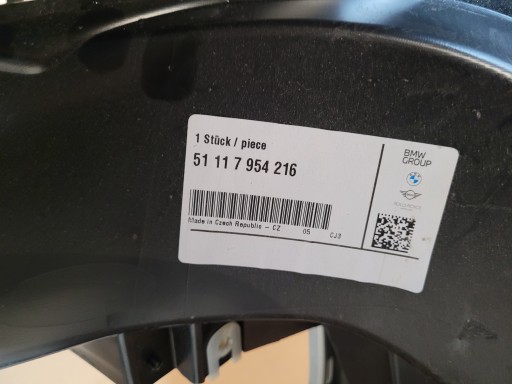 1 Stück / piece
51 11 7 954 216
Made in Czech Republic - CZ 05 CJ3
BMW
GROUP